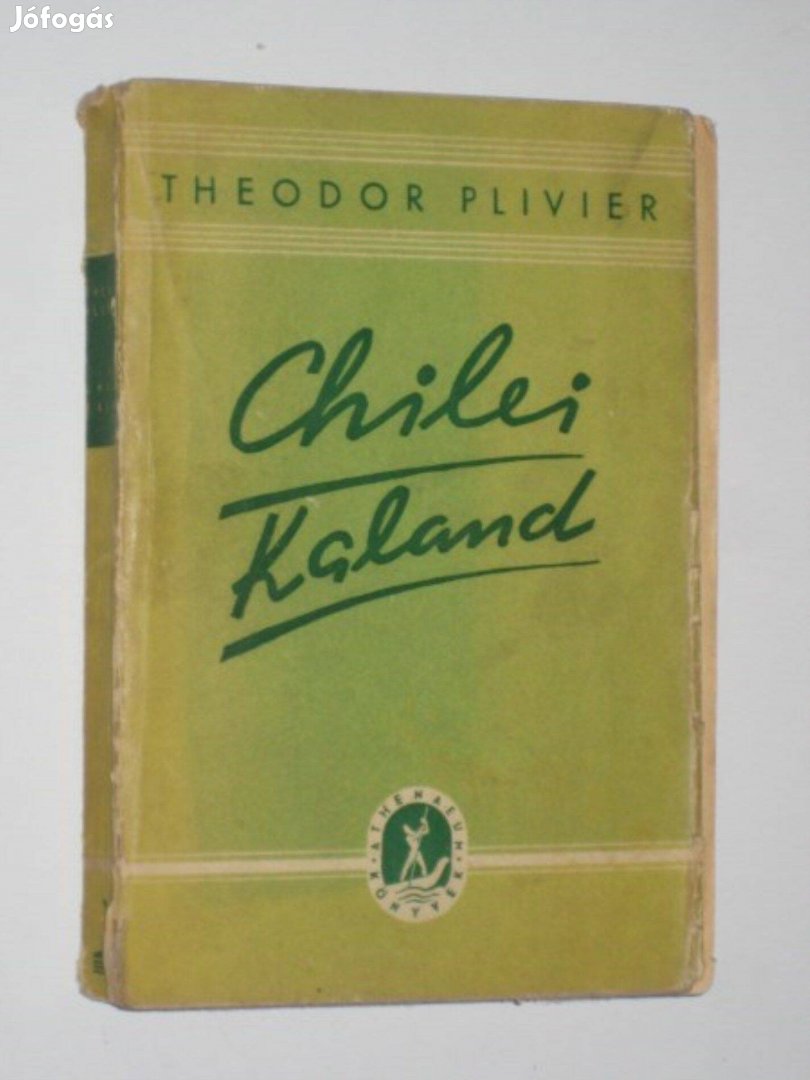 Jófogás
THEODOR PLIVIER
Chilei
Kaland
ATHENAEUM
KÖNYVEK